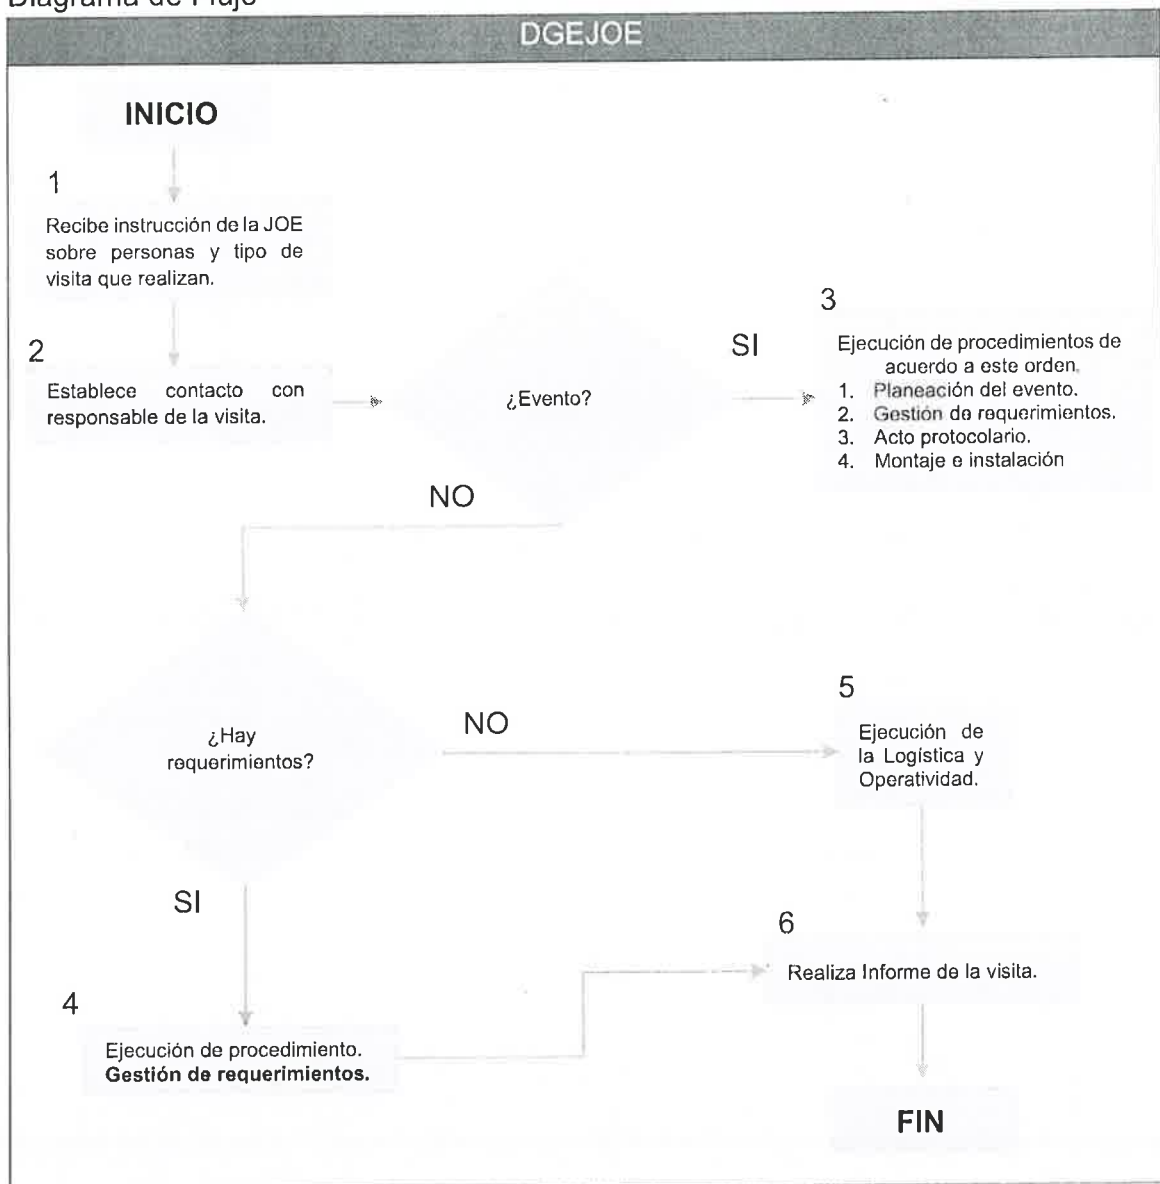 Diagrama de Flujo
DGEJOE
INICIO
1
Recibe instrucción de la JOE
sobre personas y tipo de
visita que realizan.
2
Establece contacto con
responsable de la visita.
¿Evento?
SI
3
Ejecución de procedimientos de
acuerdo a este orden.
1. Planeación del evento.
2. Gestión de requerimientos.
3. Acto protocolario.
4. Montaje e instalación
NO
¿Hay
requerimientos?
NO
5
Ejecución de
la Logística y
Operatividad.
SI
4
Ejecución de procedimiento.
Gestión de requerimientos.
6
Realiza Informe de la visita.
FIN